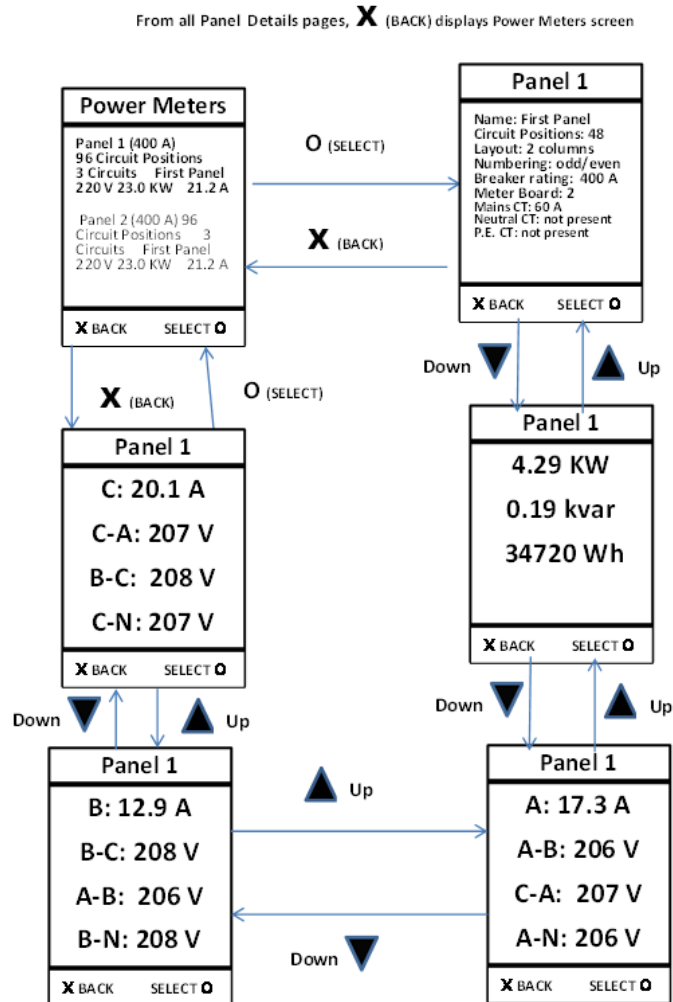 From all Panel Details pages, X (BACK) displays Power Meters screen
Power Meters
Panel 1 (400 A)
96 Circuit Positions
3 Circuits First Panel
220 V 23.0 KW 21.2 A
Panel 2 (400 A) 96
Circuit Positions 3
Circuits First Panel
220 V 23.0 KW 21.2 A
X BACK SELECT O
O (SELECT)
X (BACK)
Panel 1
Name: First Panel
Circuit Positions: 48
Layout: 2 columns
Numbering: odd/even
Breaker rating: 400 A
Meter Board: 2
Mains CT: 60 A
Neutral CT: not present
P.E. CT: not present
X BACK SELECT O
Down
Up
X (BACK)
O (SELECT)
Panel 1
C: 20.1 A
C-A: 207 V
B-C: 208 V
C-N: 207 V
X BACK SELECT O
Panel 1
4.29 KW
0.19 kvar
34720 Wh
X BACK SELECT O
Down
Up
Down
Up
Panel 1
B: 12.9 A
B-C: 208 V
A-B: 206 V
B-N: 208 V
X BACK SELECT O
Up
Down
Panel 1
A: 17.3 A
A-B: 206 V
C-A: 207 V
A-N: 206 V
X BACK SELECT O